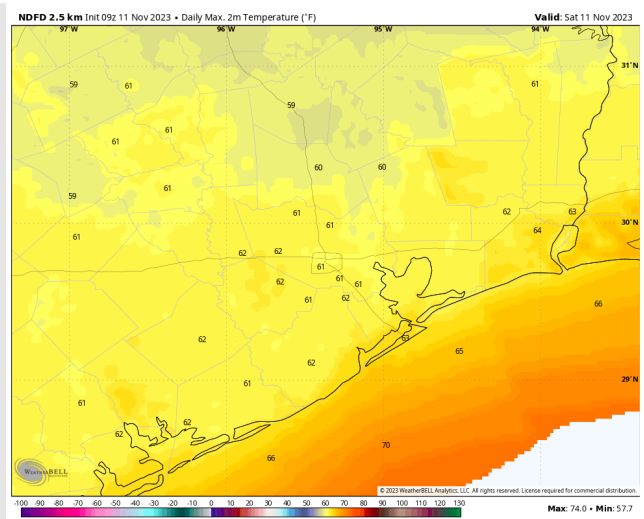 NDFD 2.5 km Init 09z 11 Nov 2023 • Daily Max. 2m Temperature (°F)
Valid: Sat 11 Nov 2023
97°W 96°W 95°W 94°W
31°N
59 61 61
59
61 61
60 60
61
59
61 62 63
30°N
61 64
61
62 62
61
62 61 61
61 62
66
62 63
65
62
29°N
61
61
62
62
70
66
WEATHERBELL
© 2023 WeatherBELL Analytics, LLC. All rights reserved. License required for commercial distribution.
-100 -90 -80 -70 -60 -50 -40 -30 -20 -10 0 10 20 30 40 50 60 70 80 90 100 110 120 130
Max: 74.0 • Min: 57.7